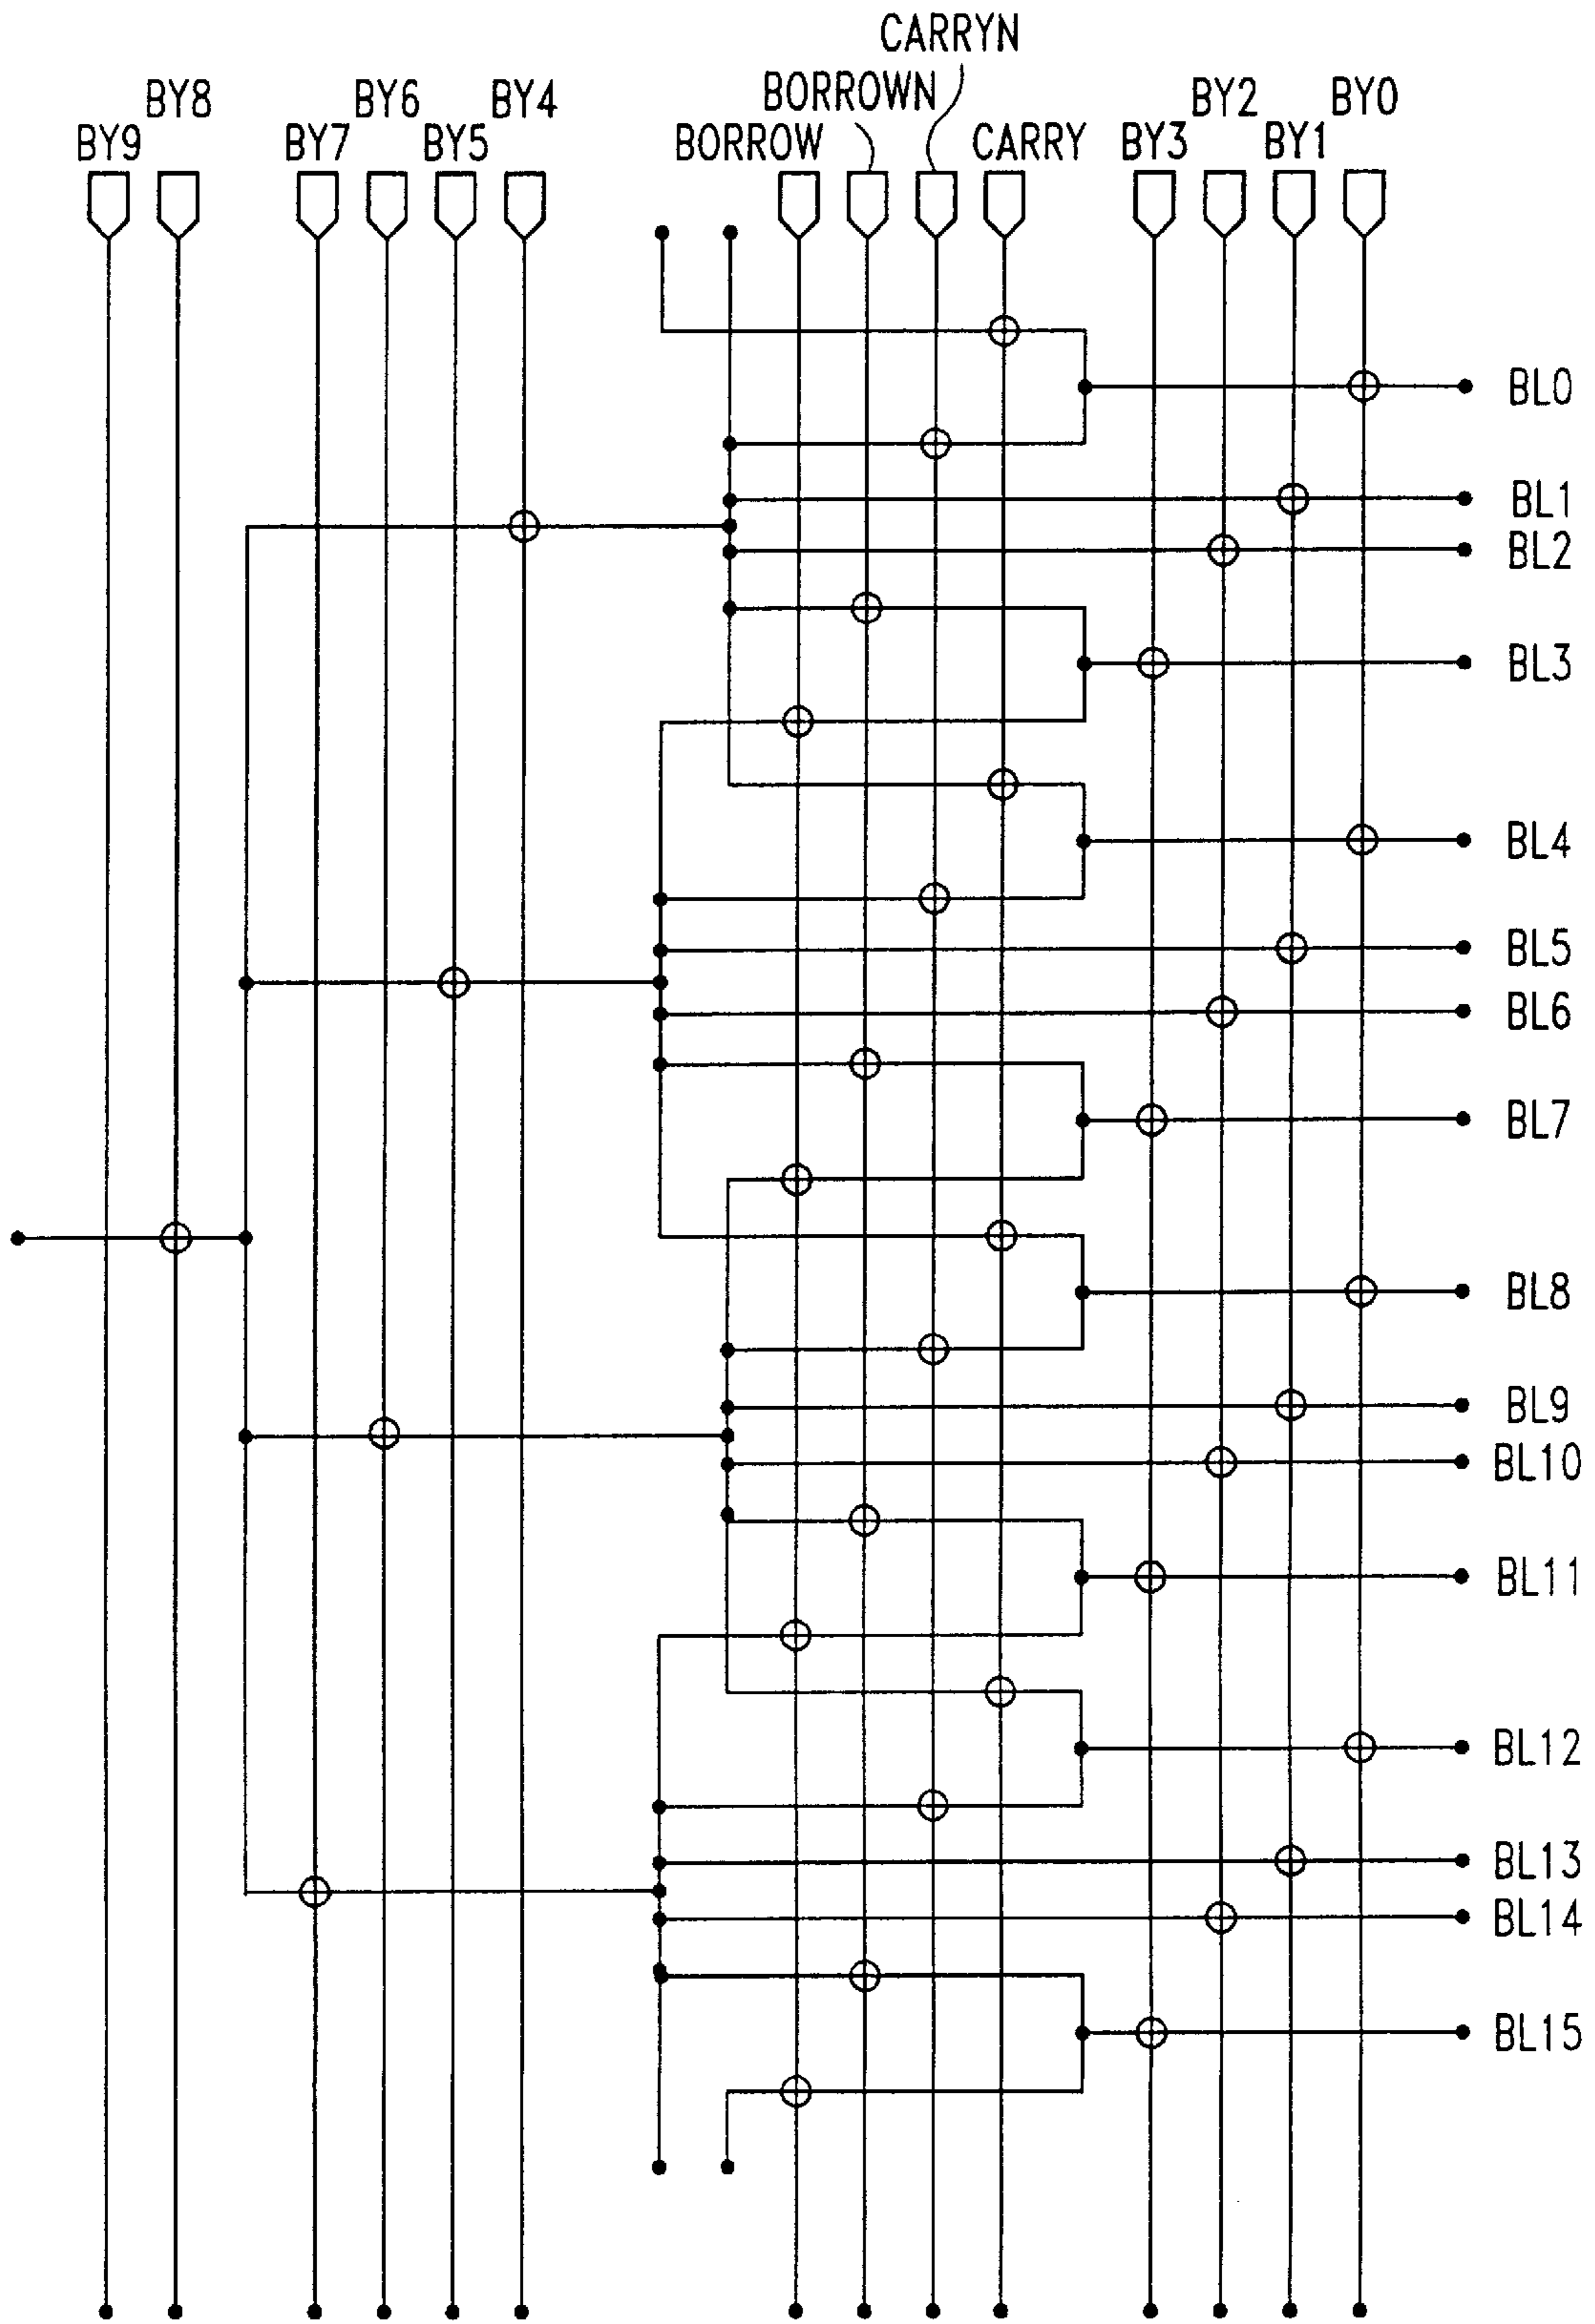 CARRYN
BY8 BY6 BY4 BORROWN BY2 BY0
BY9 BY7 BY5 BORROW CARRY BY3 BY1
BL0
BL1
BL2
BL3
BL4
BL5
BL6
BL7
BL8
BL9
BL10
BL11
BL12
BL13
BL14
BL15